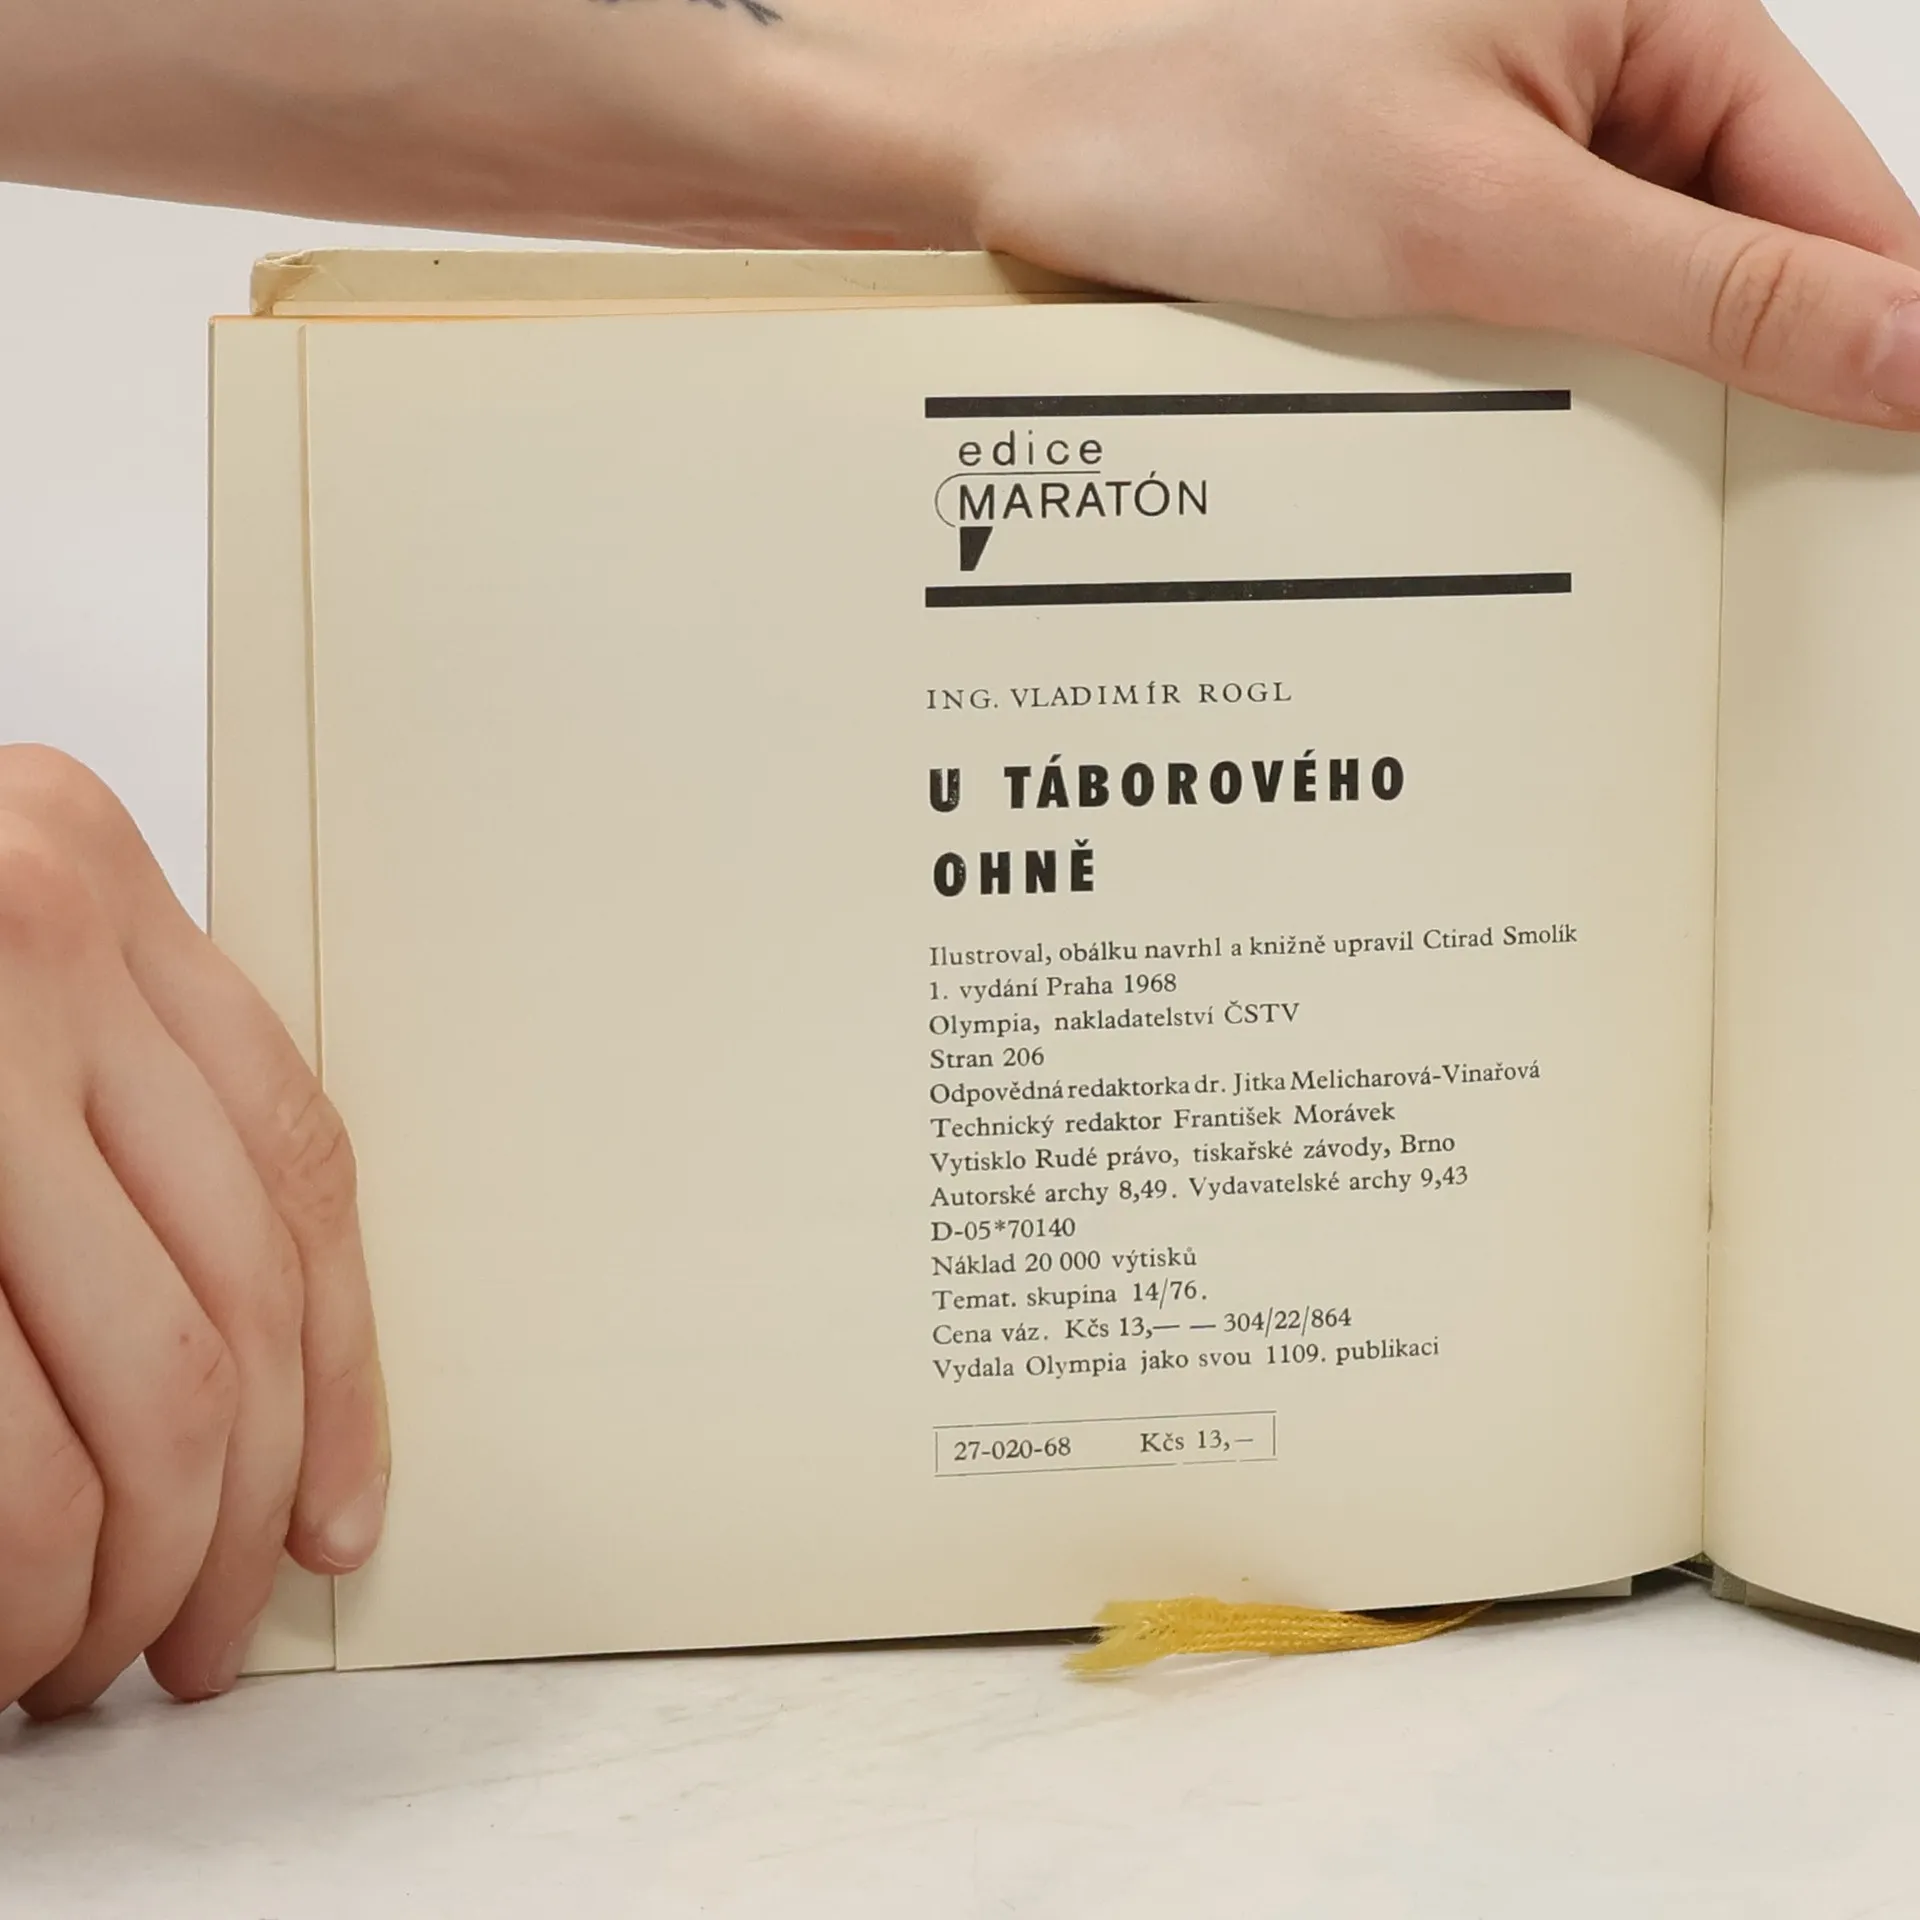 edice
MARATÓN
ING. VLADIMÍR ROGL
U TÁBOROVÉHO
OHNĚ
Ilustroval, obálku navrhl a knižně upravil Ctirad Smolík
1. vydání Praha 1968
Olympia, nakladatelství ČSTV
Stran 206
Odpovědná redaktorka dr. Jitka Melicharová-Vinařová
Technický redaktor František Morávek
Vytisklo Rudé právo, tiskařské závody, Brno
Autorské archy 8,49. Vydavatelské archy 9,43
D-05*70140
Náklad 20 000 výtisků
Temat. skupina 14/76.
Cena váz. Kčs 13,— — 304/22/864
Vydala Olympia jako svou 1109. publikaci
27-020-68 Kčs 13,—